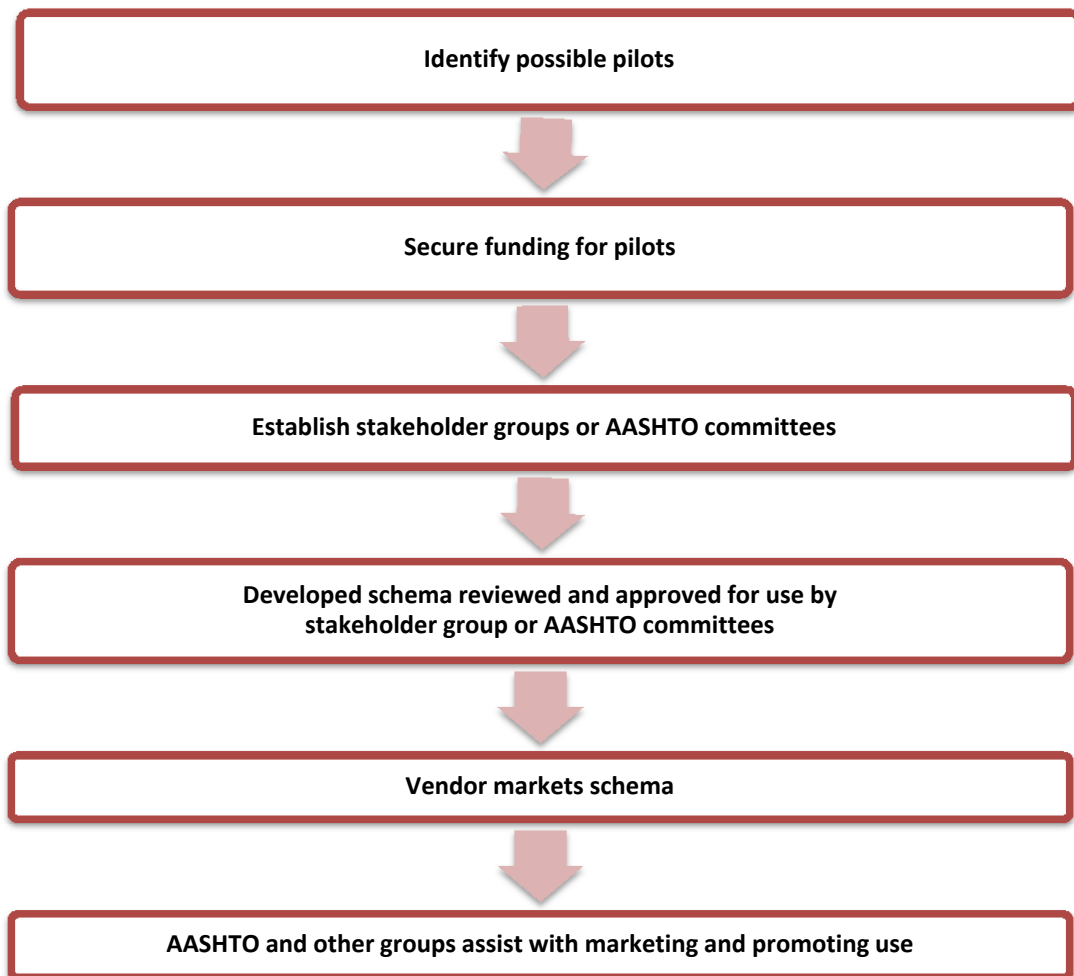 Identify possible pilots
Secure funding for pilots
Establish stakeholder groups or AASHTO committees
Developed schema reviewed and approved for use by
stakeholder group or AASHTO committees
Vendor markets schema
AASHTO and other groups assist with marketing and promoting use